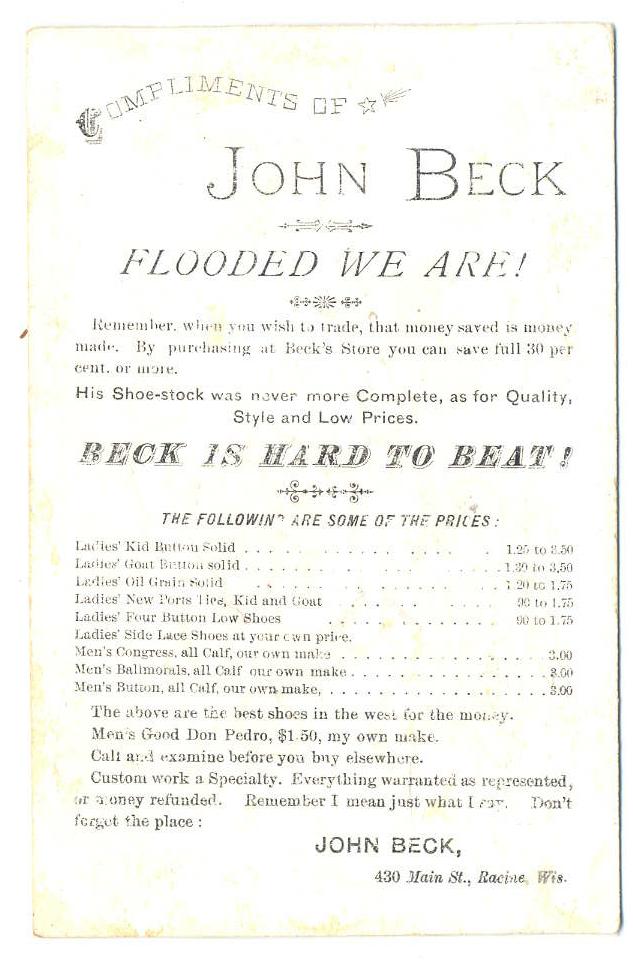 COMPLIMENTS OF
JOHN BECK
FLOODED WE ARE!
Remember, when you wish to trade, that money saved is money
made. By purchasing at Beck's Store you can save full 30 per
cent. or more.
His Shoe-stock was never more Complete, as for Quality,
Style and Low Prices.
BECK IS HARD TO BEAT!
THE FOLLOWING ARE SOME OF THE PRICES:
Ladies' Kid Button Solid . . . . . . . . . . . . . . 1.25 to 3.50
Ladies' Goat Button solid . . . . . . . . . . . . . . 1.39 to 3,50
Ladies' Oil Grain Solid . . . . . . . . . . . . . . 1 20 to 1.75
Ladies' New Ports Ties, Kid and Goat . . . . . . . . . . 90 to 1.75
Ladies' Four Button Low Shoes . . . . . . . . . . 90 to 1.75
Ladies' Side Lace Shoes at your own price.
Men's Congress, all Calf, our own make . . . . . . . . . . . 3.00
Men's Balmorals, all Calf our own make . . . . . . . . . . . 3.00
Men's Button, all Calf, our own make, . . . . . . . . . . . 3.00
The above are the best shoes in the west for the money.
Men's Good Don Pedro, $1.50, my own make.
Call and examine before you buy elsewhere.
Custom work a Specialty. Everything warranted as represented,
or money refunded. Remember I mean just what I say. Don't
forget the place:
JOHN BECK,
430 Main St., Racine, Wis.